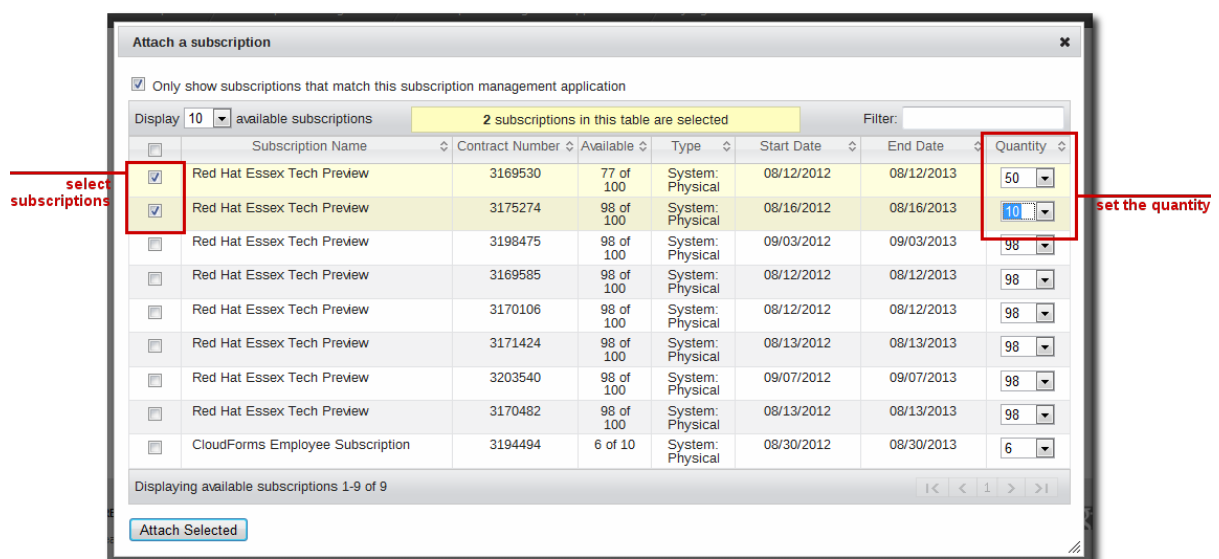 Attach a subscription
Only show subscriptions that match this subscription management application
Display 10 available subscriptions 2 subscriptions in this table are selected Filter:
Subscription Name Contract Number Available Type Start Date End Date Quantity
select subscriptions
set the quantity
Red Hat Essex Tech Preview 3169530 77 of 100 System: Physical 08/12/2012 08/12/2013 50
Red Hat Essex Tech Preview 3175274 98 of 100 System: Physical 08/16/2012 08/16/2013 10
Red Hat Essex Tech Preview 3198475 98 of 100 System: Physical 09/03/2012 09/03/2013 98
Red Hat Essex Tech Preview 3169585 98 of 100 System: Physical 08/12/2012 08/12/2013 98
Red Hat Essex Tech Preview 3170106 98 of 100 System: Physical 08/12/2012 08/12/2013 98
Red Hat Essex Tech Preview 3171424 98 of 100 System: Physical 08/13/2012 08/13/2013 98
Red Hat Essex Tech Preview 3203540 98 of 100 System: Physical 09/07/2012 09/07/2013 98
Red Hat Essex Tech Preview 3170482 98 of 100 System: Physical 08/13/2012 08/13/2013 98
CloudForms Employee Subscription 3194494 6 of 10 System: Physical 08/30/2012 08/30/2013 6
Displaying available subscriptions 1-9 of 9 1
Attach Selected